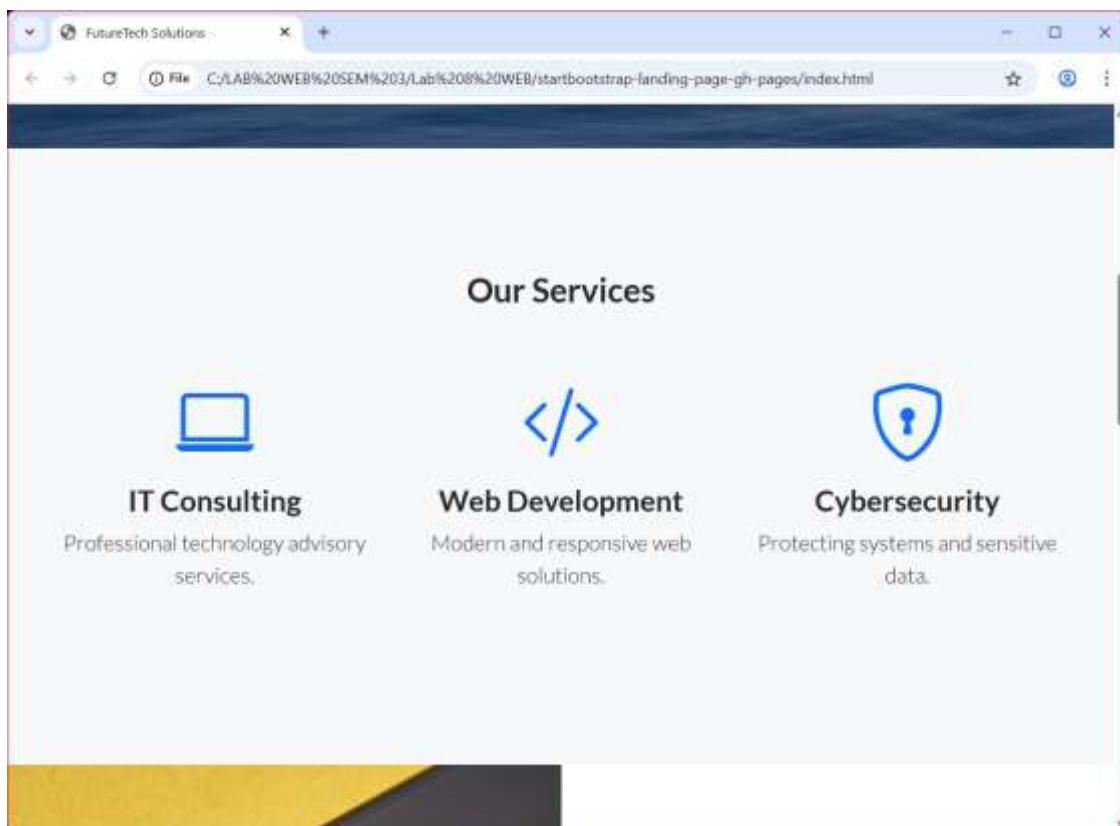 FutureTech Solutions
File C:/LAB%20WEB%20SEM%203/Lab%208%20WEB/startbootstrap-landing-page-gh-pages/index.html
Our Services
</>
IT Consulting Web Development Cybersecurity
Professional technology advisory Modern and responsive web Protecting systems and sensitive
services. solutions. data.